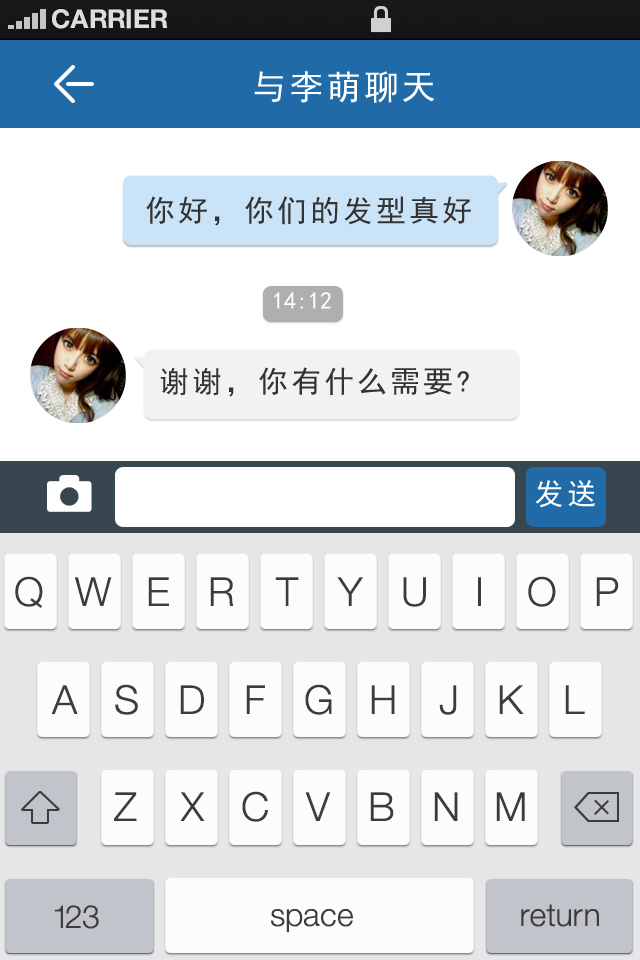 CARRIER
与李萌聊天
你好，你们的发型真好
14:12
谢谢，你有什么需要?
发送
Q W E R T Y U I O P
A S D F G H J K L
Z X C V B N M
123 space return